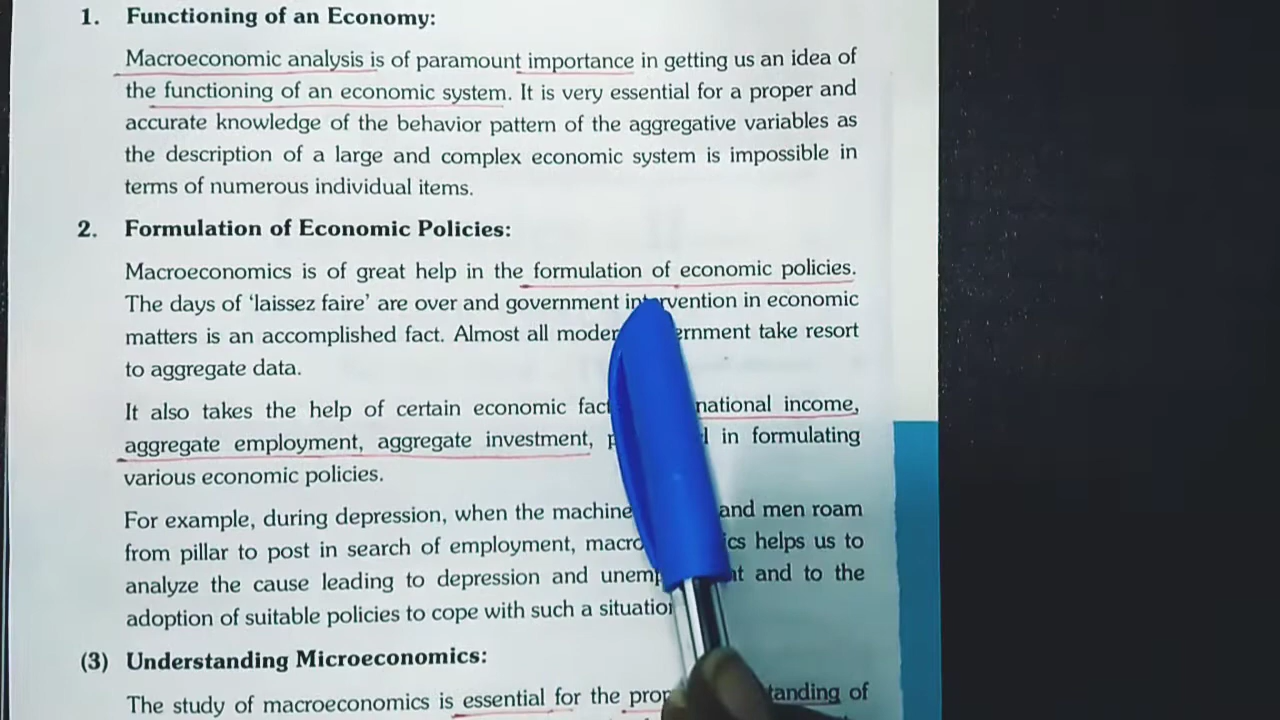 1. Functioning of an Economy:
Macroeconomic analysis is of paramount importance in getting us an idea of
the functioning of an economic system. It is very essential for a proper and
accurate knowledge of the behavior pattern of the aggregative variables as
the description of a large and complex economic system is impossible in
terms of numerous individual items.
2. Formulation of Economic Policies:
Macroeconomics is of great help in the formulation of economic policies.
The days of ‘laissez faire’ are over and government intervention in economic
matters is an accomplished fact. Almost all moder ernment take resort
to aggregate data.
It also takes the help of certain economic fact national income,
aggregate employment, aggregate investment, in formulating
various economic policies.
For example, during depression, when the machine and men roam
from pillar to post in search of employment, macro cs helps us to
analyze the cause leading to depression and unemp t and to the
adoption of suitable policies to cope with such a situation
(3) Understanding Microeconomics:
The study of macroeconomics is essential for the prop standing of